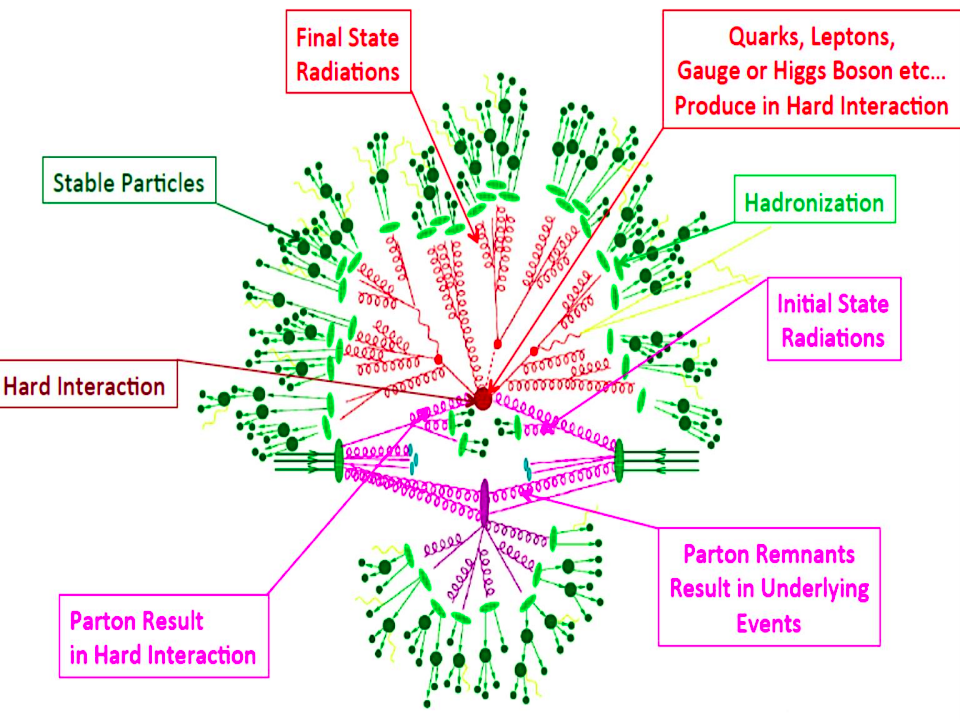 Final State
Radiations
Quarks, Leptons,
Gauge or Higgs Boson etc...
Produce in Hard Interaction
Stable Particles
Hadronization
Initial State
Radiations
Hard Interaction
Parton Remnants
Result in Underlying
Events
Parton Result
in Hard Interaction